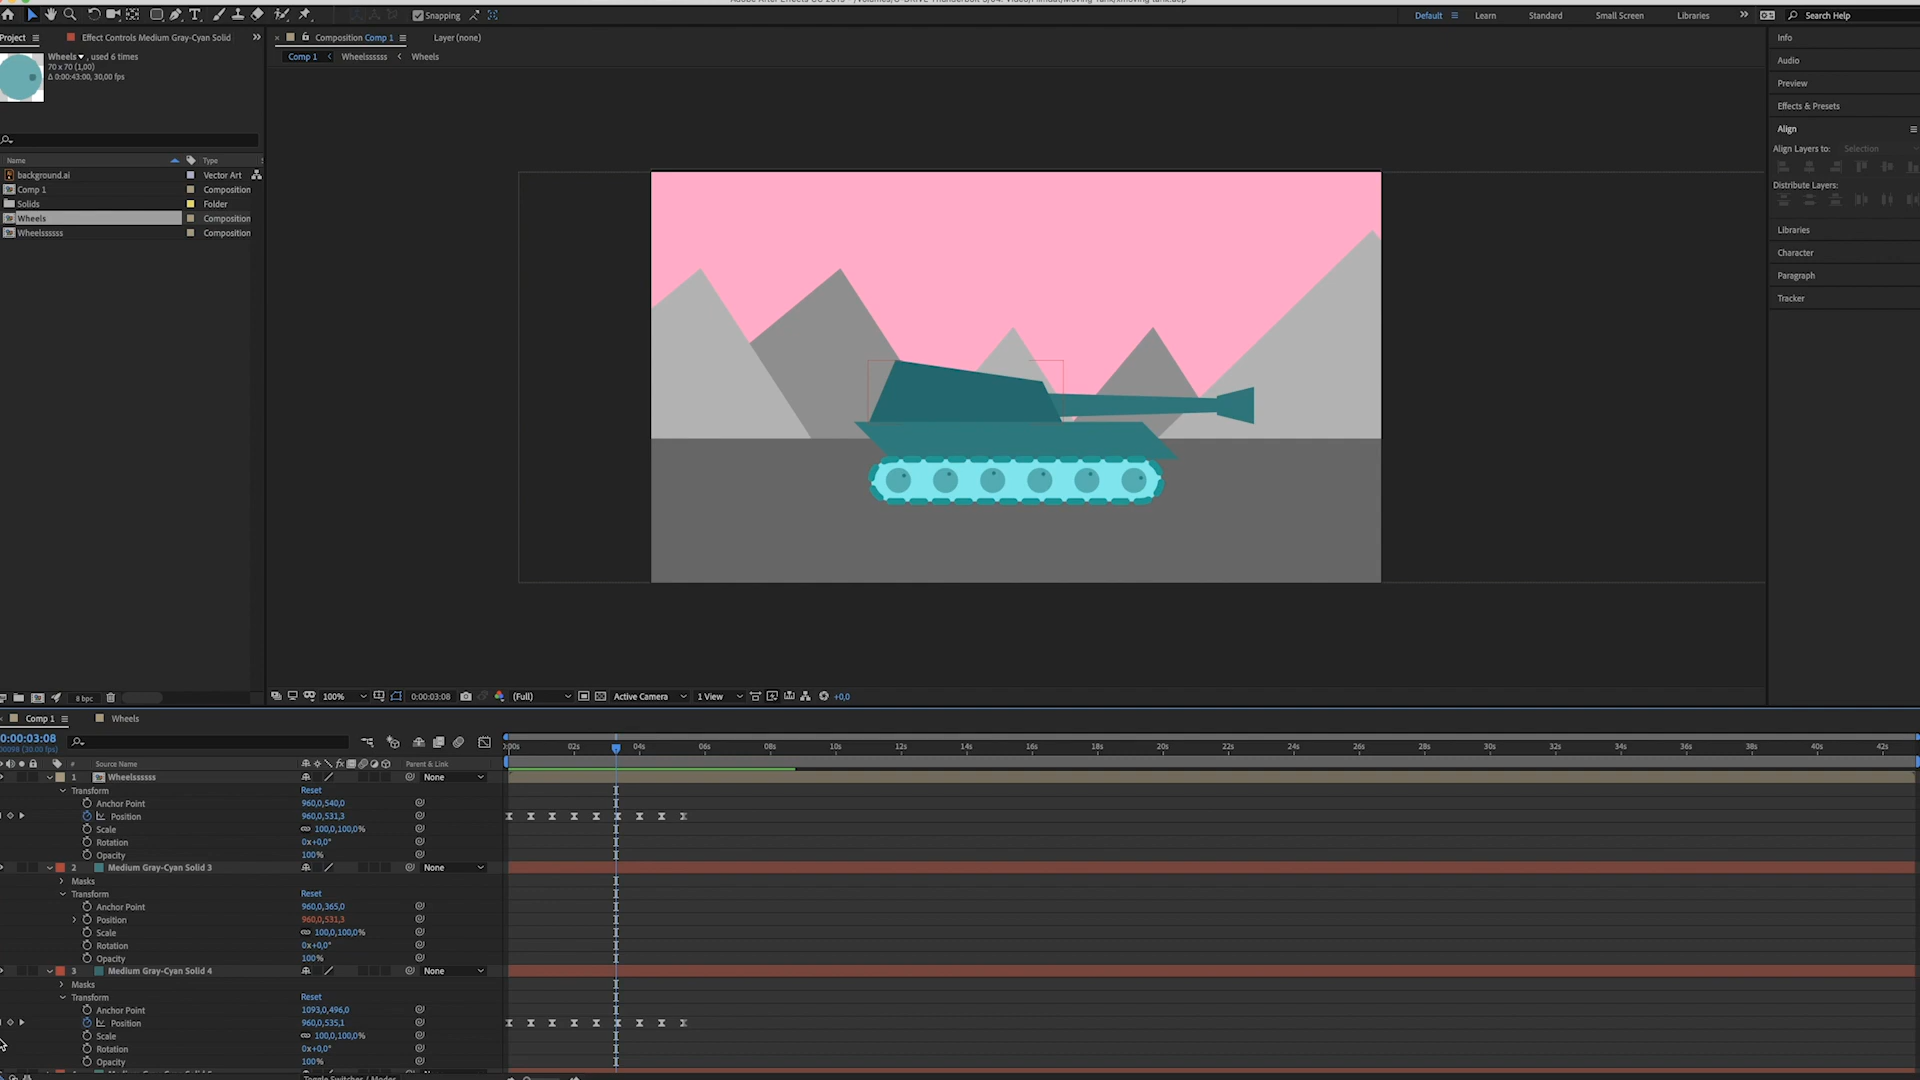 Snapping
Default
Learn
Standard
Small Screen
Libraries
Search Help
Project
Effect Controls Medium Gray-Cyan Solid
Composition Comp 1
Layer (none)
Comp 1
Wheelssssss
Wheels
Info
Audio
Preview
Effects & Presets
Align
Align Layers to:
Selection
Distribute Layers:
Libraries
Character
Paragraph
Tracker
Wheels , used 6 times
70 x 70 (1,00)
Δ 0:00:43:00, 30,00 fps
Name
Type
background.ai
Vector Art
Comp 1
Composition
Solids
Folder
Wheels
Composition
Wheelssssss
Composition
8 bpc
100%
0:00:03:08
(Full)
Active Camera
1 View
+0,0
Comp 1
Wheels
0:00:03:08
# Source Name
Parent & Link
02s
04s
06s
08s
10s
12s
14s
16s
18s
20s
22s
24s
26s
28s
30s
32s
34s
36s
38s
40s
42s
1 Wheelssssss
None
Transform
Reset
Anchor Point
960,0,540,0
Position
960,0,531,3
Scale
100,0,100,0%
Rotation
0x+0,0°
Opacity
100%
2 Medium Gray-Cyan Solid 3
None
Masks
Transform
Reset
Anchor Point
960,0,365,0
Position
960,0,531,3
Scale
100,0,100,0%
Rotation
0x+0,0°
Opacity
100%
3 Medium Gray-Cyan Solid 4
None
Masks
Transform
Reset
Anchor Point
1093,0,496,0
Position
960,0,535,1
Scale
100,0,100,0%
Rotation
0x+0,0°
Opacity
100%